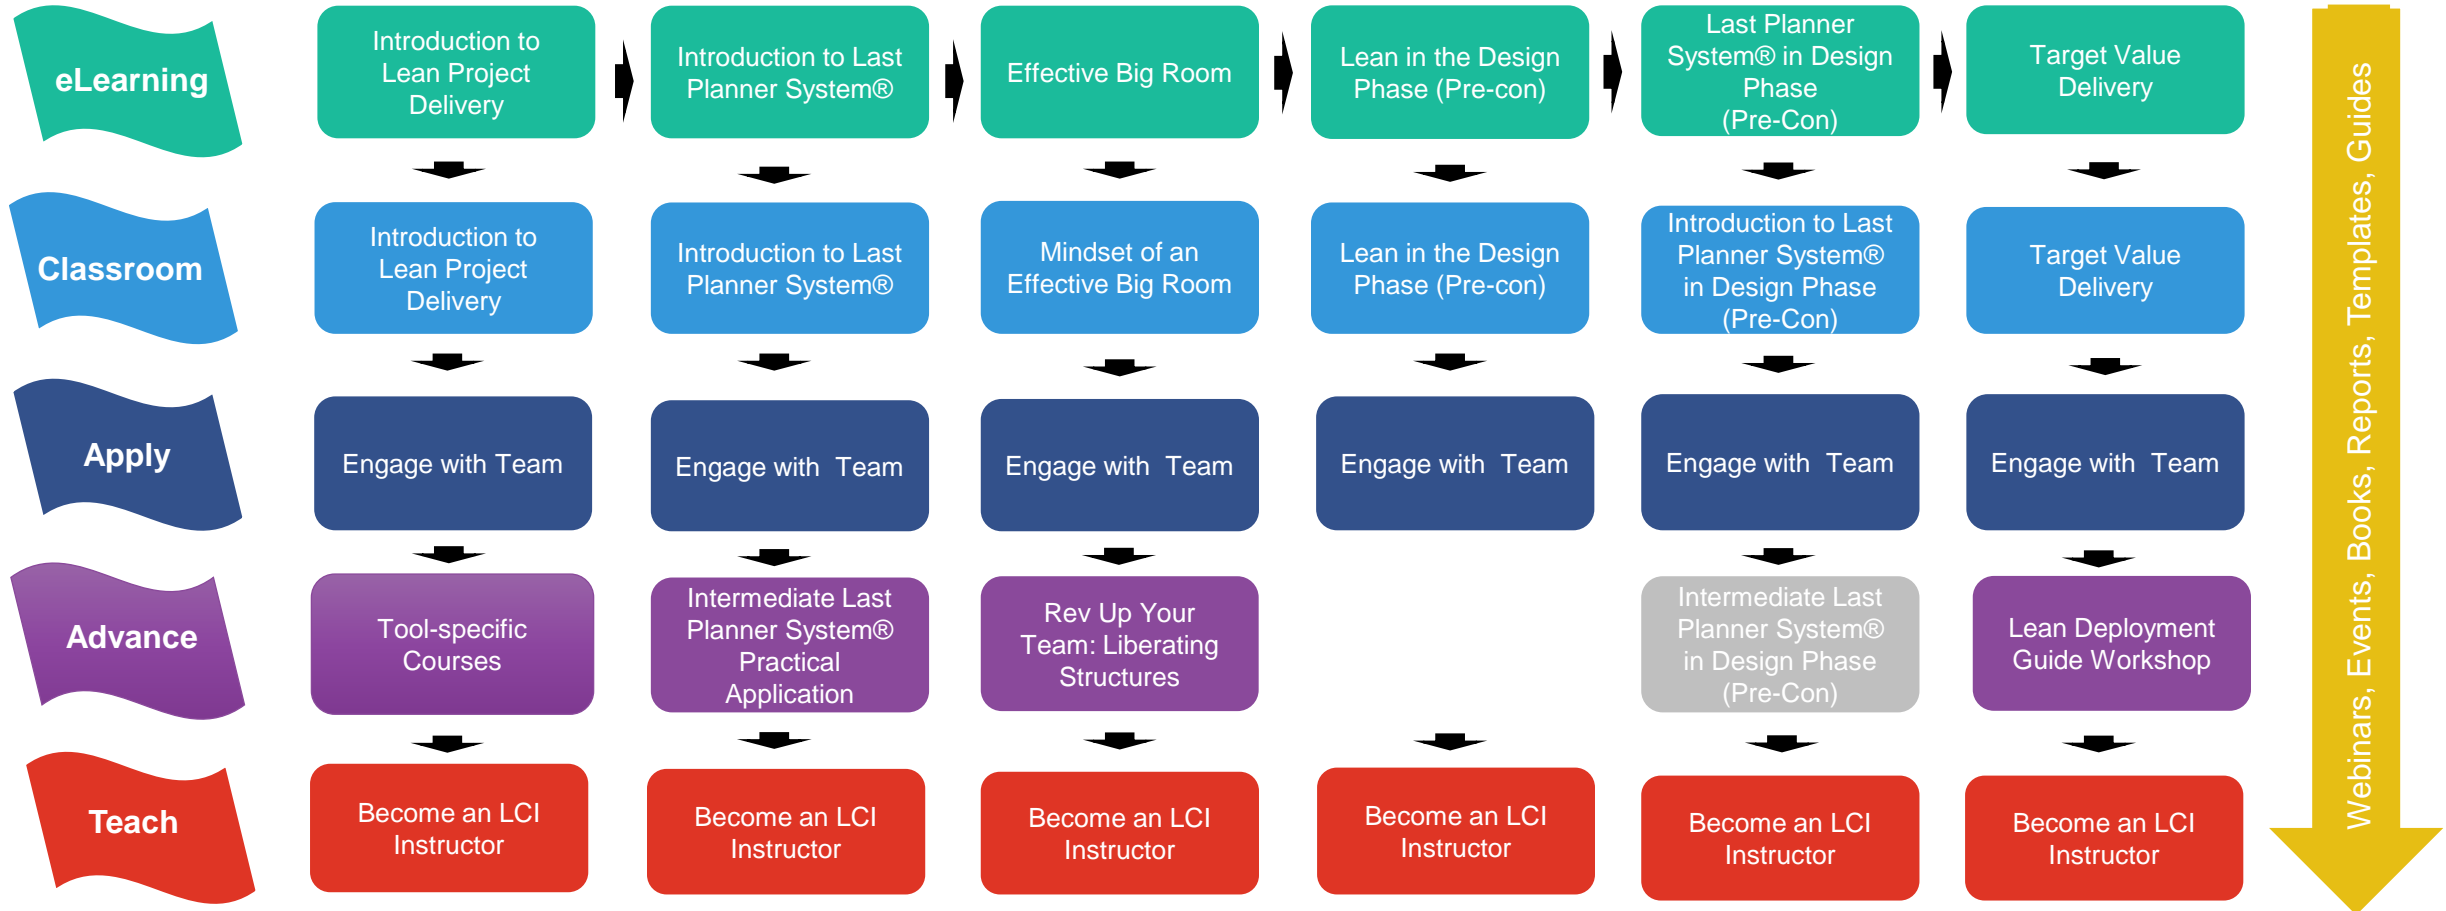 eLearning
Introduction to
Lean Project
Delivery
Introduction to Last
Planner System®
Effective Big Room
Lean in the Design
Phase (Pre-con)
Last Planner
System® in Design
Phase
(Pre-Con)
Target Value
Delivery
Classroom
Introduction to
Lean Project
Delivery
Introduction to Last
Planner System®
Mindset of an
Effective Big Room
Lean in the Design
Phase (Pre-con)
Introduction to Last
Planner System®
in Design Phase
(Pre-Con)
Target Value
Delivery
Apply
Engage with Team
Engage with Team
Engage with Team
Engage with Team
Engage with Team
Engage with Team
Advance
Tool-specific
Courses
Intermediate Last
Planner System®
Practical
Application
Rev Up Your
Team: Liberating
Structures
Intermediate Last
Planner System®
in Design Phase
(Pre-Con)
Lean Deployment
Guide Workshop
Teach
Become an LCI
Instructor
Become an LCI
Instructor
Become an LCI
Instructor
Become an LCI
Instructor
Become an LCI
Instructor
Become an LCI
Instructor
Webinars, Events, Books, Reports, Templates, Guides